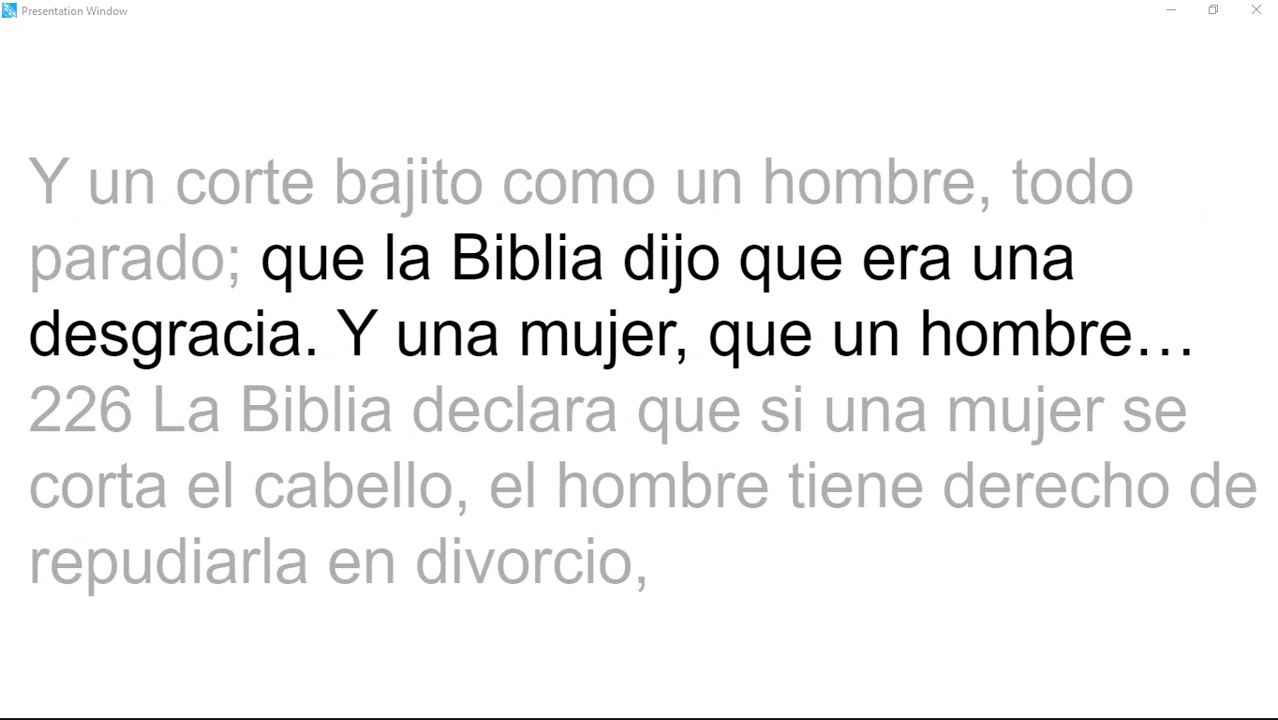 Presentation Window
Y un corte bajito como un hombre, todo
parado; que la Biblia dijo que era una
desgracia. Y una mujer, que un hombre…
226 La Biblia declara que si una mujer se
corta el cabello, el hombre tiene derecho de
repudiarla en divorcio,